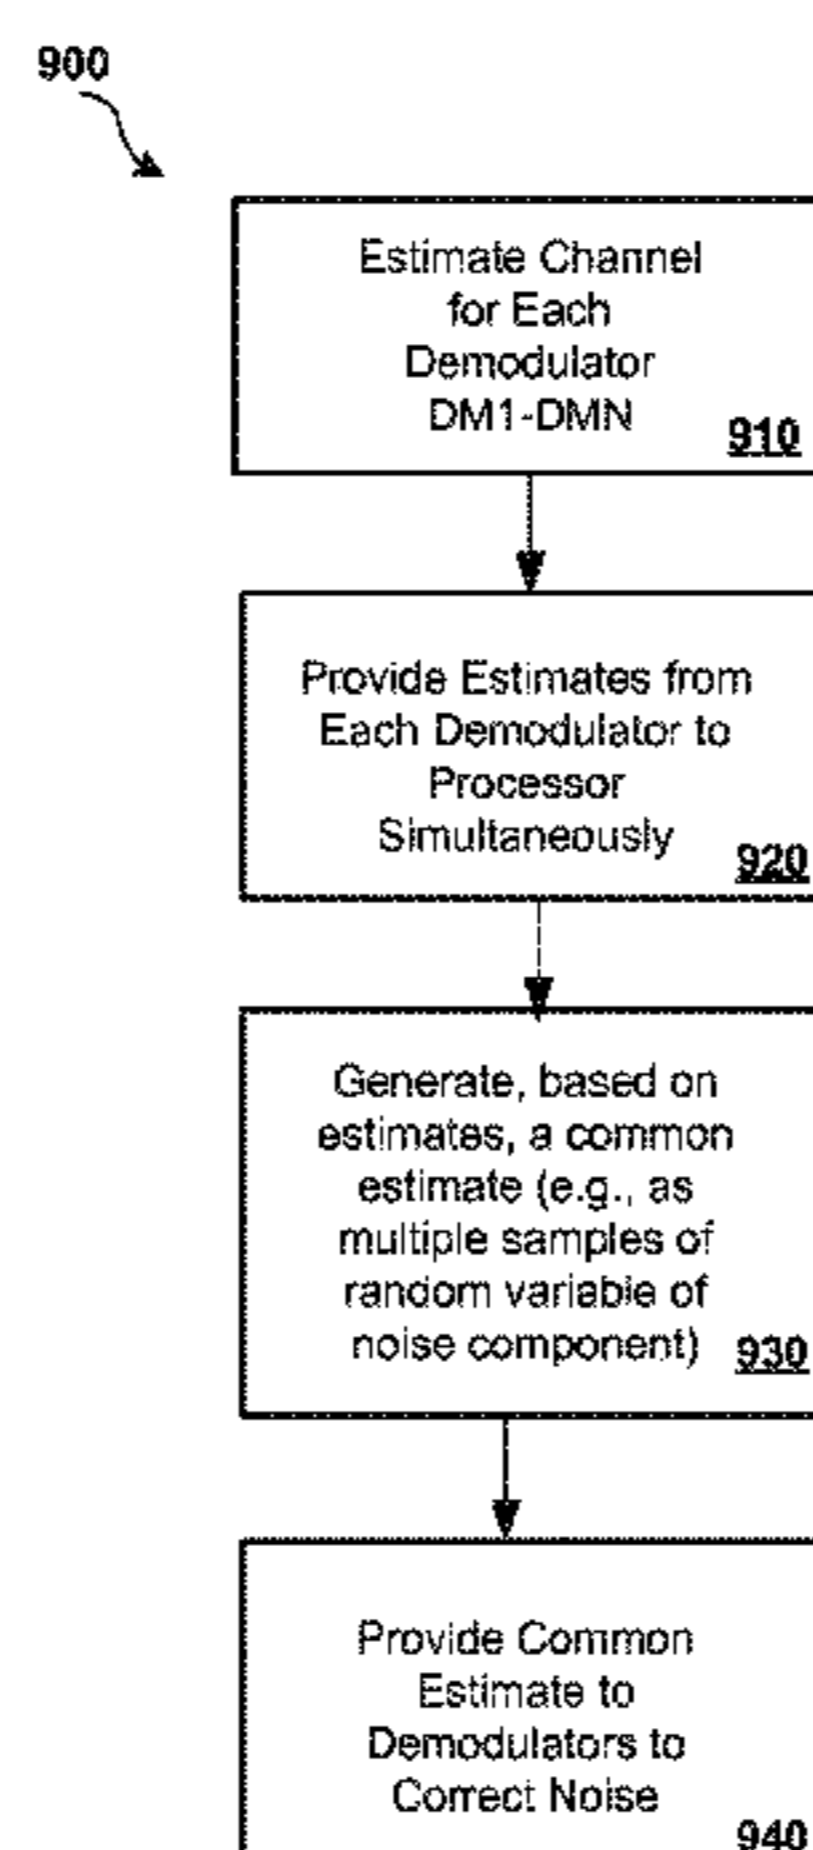 900
Estimate Channel
for Each
Demodulator
DM1-DMN
910
Provide Estimates from
Each Demodulator to
Processor
Simultaneously
920
Generate, based on
estimates, a common
estimate (e.g., as
multiple samples of
random variable of
noise component)
930
Provide Common
Estimate to
Demodulators to
Correct Noise
940